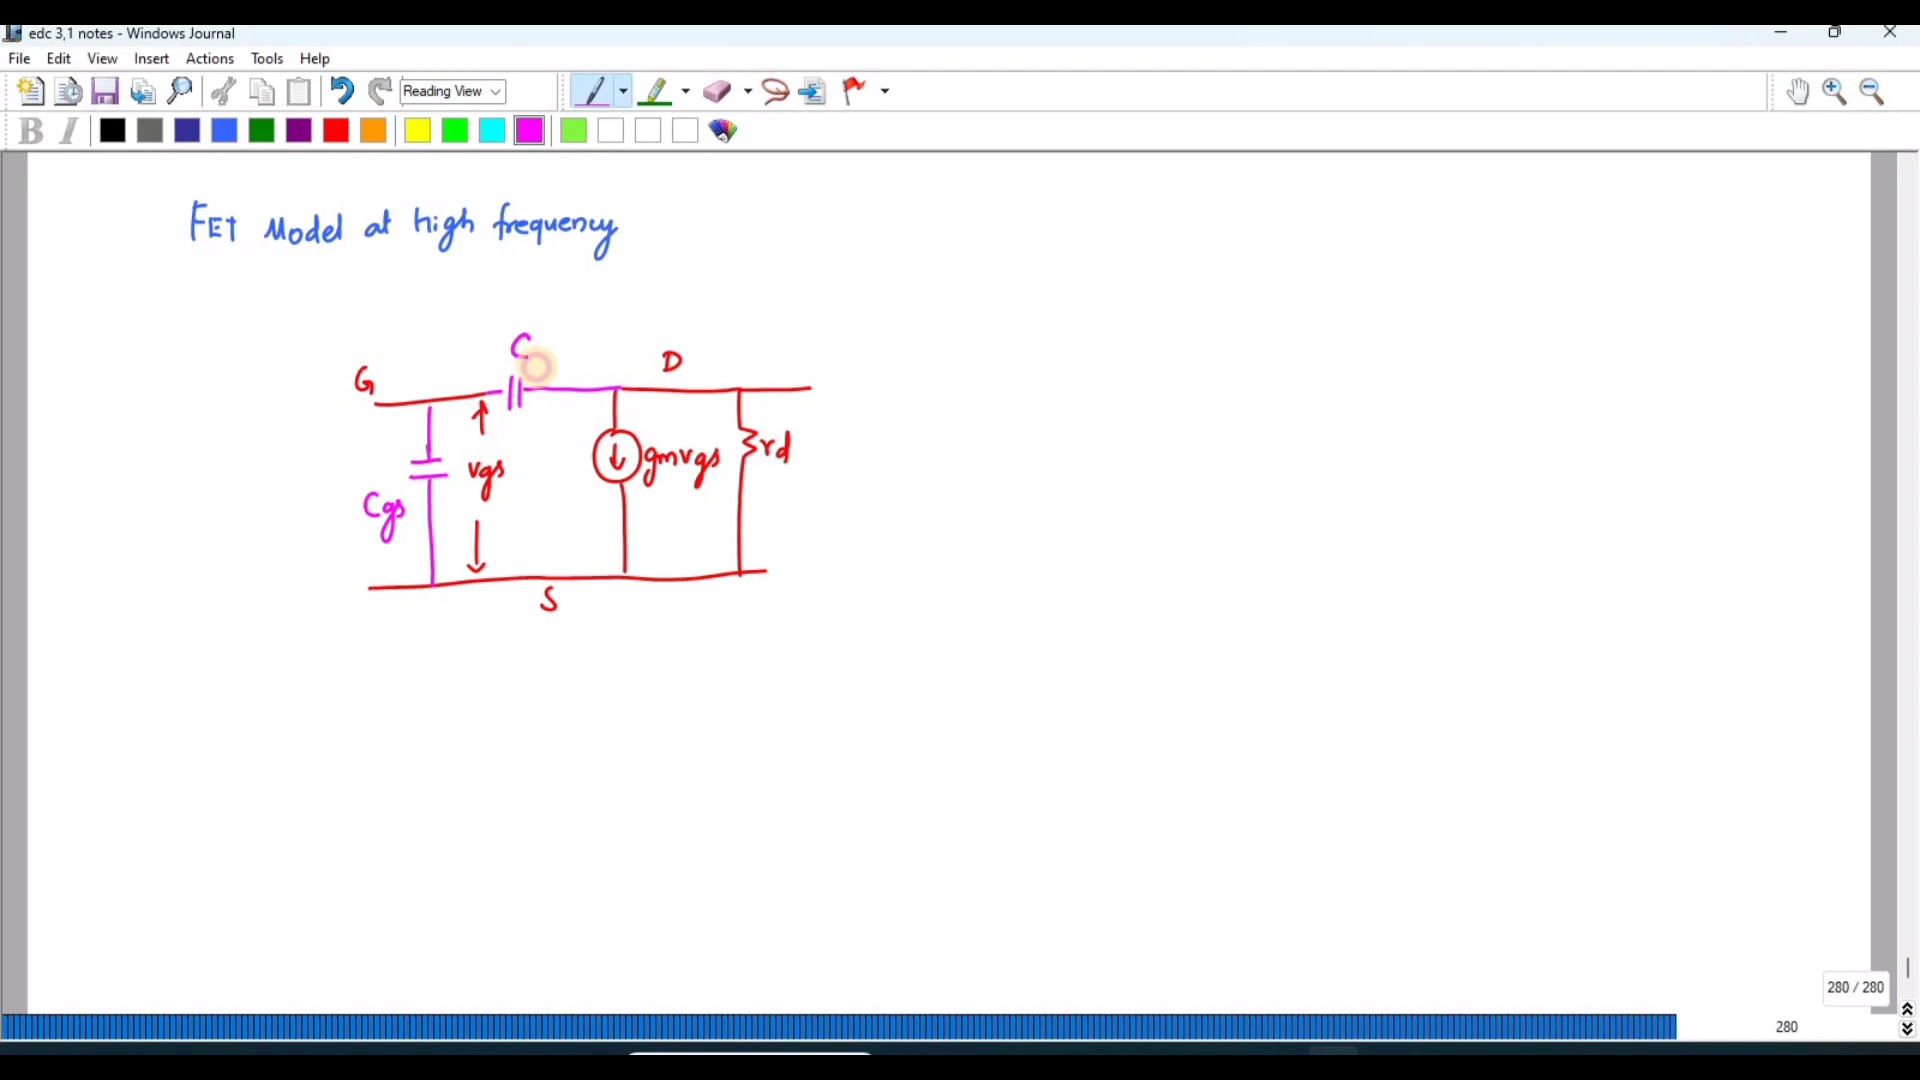 edc 3,1 notes - Windows Journal
File Edit View Insert Actions Tools Help
Reading View
B I
FET Model at high frequency
C
D
G
vgs
gmvgs
rd
Cgs
S
280 / 280
280